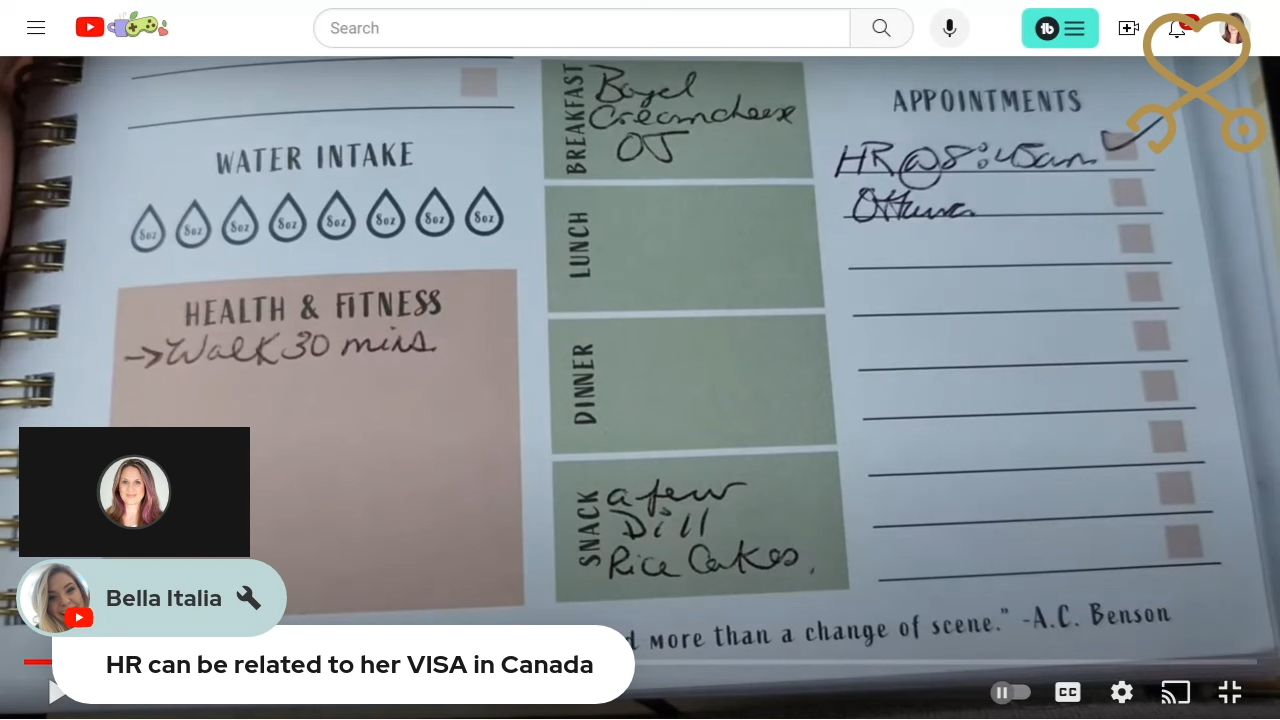 Search
WATER INTAKE
8oz 8oz 8oz 8oz 8oz 8oz 8oz 8oz
HEALTH & FITNESS
→Walk 30 mins.
BREAKFAST
Bagel
Creamcheese
OJ
LUNCH
DINNER
SNACK
a few
Dill
Rice Cakes.
APPOINTMENTS
HR @ 8:45am
Ottawa
more than a change of scene." -A.C. Benson
Bella Italia
HR can be related to her VISA in Canada
CC